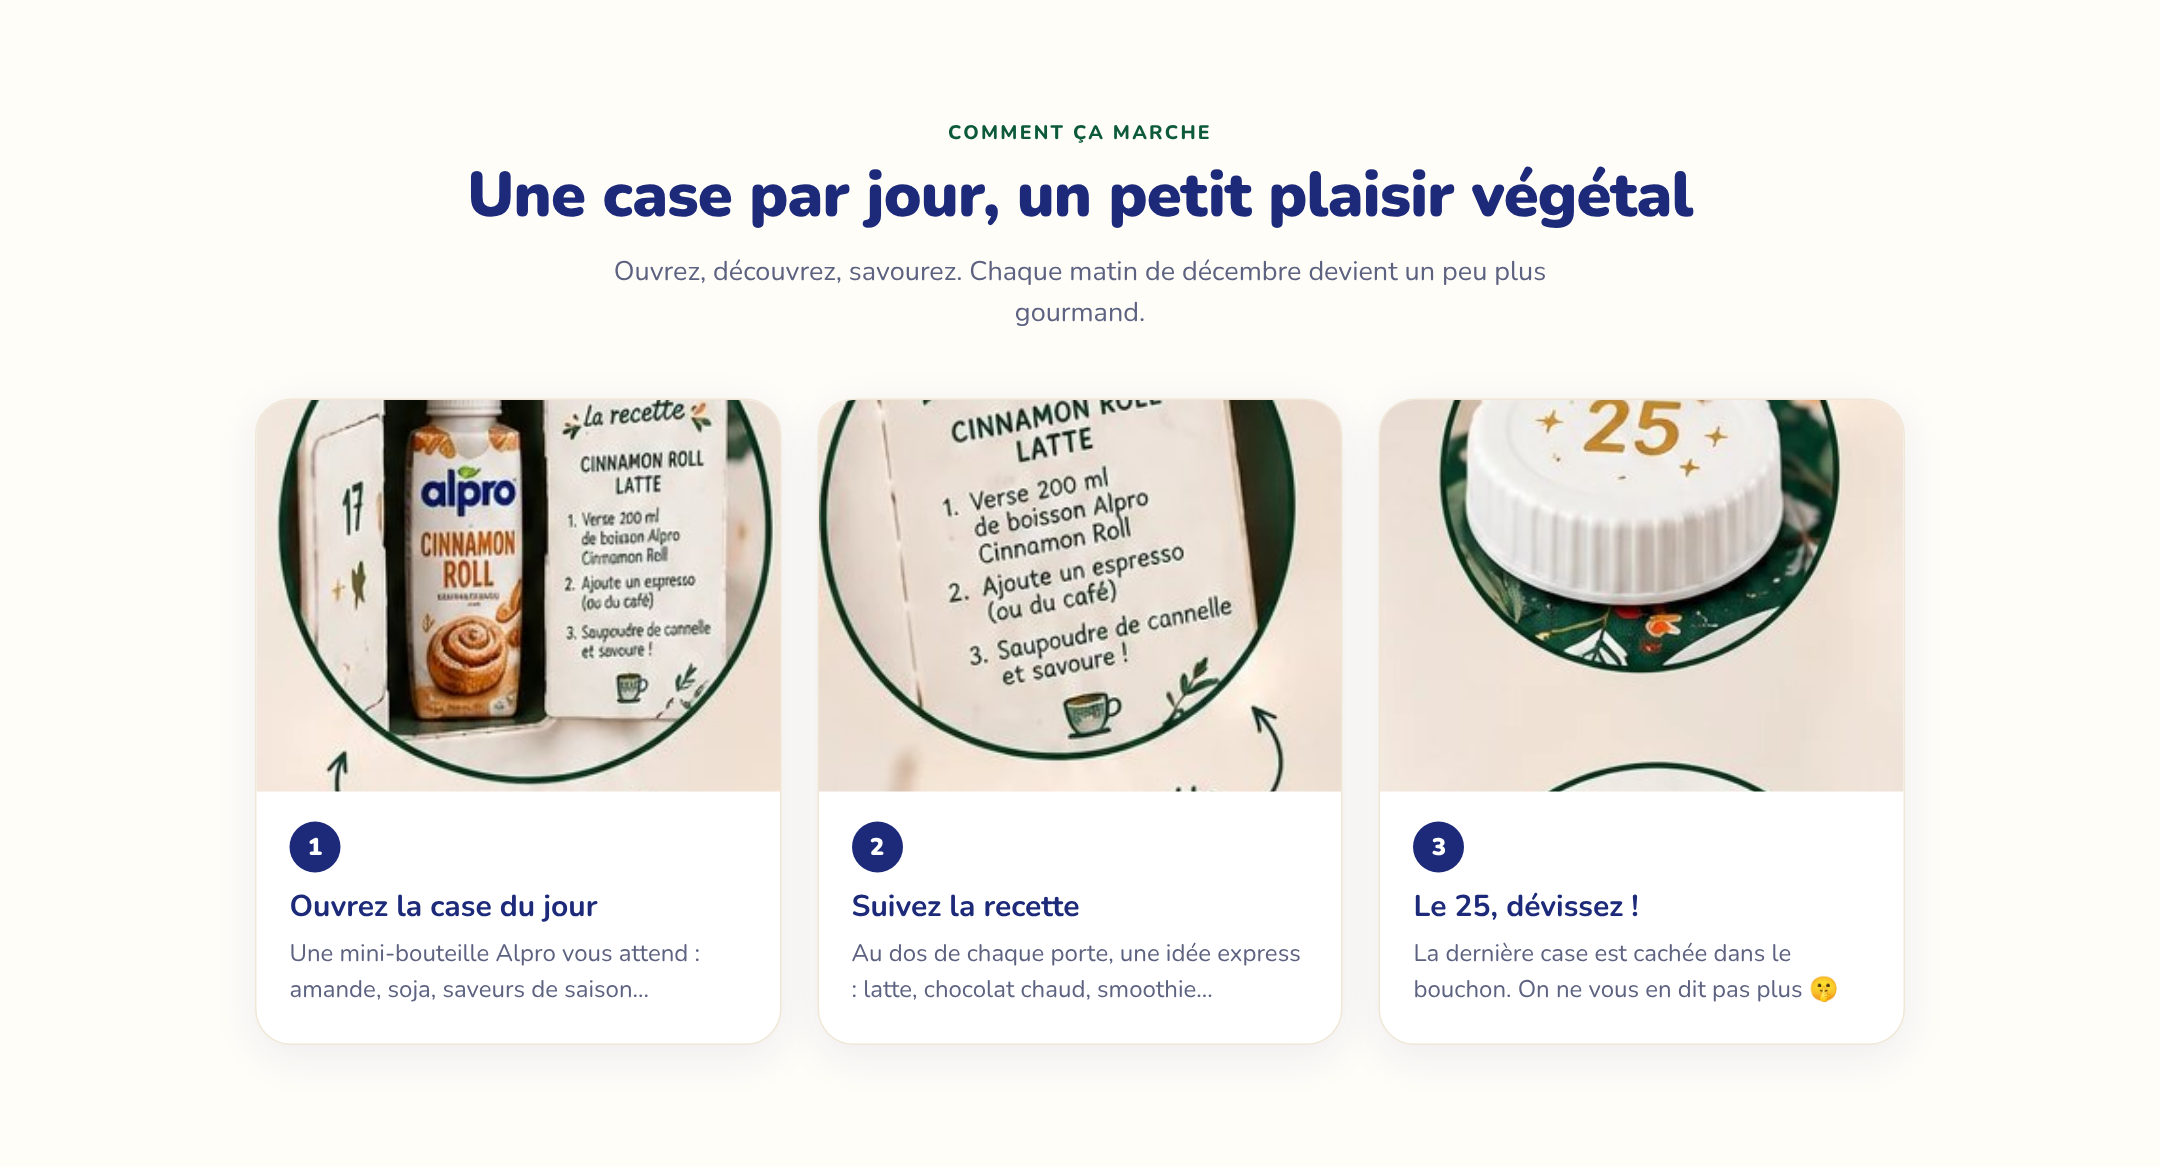 COMMENT ÇA MARCHE
Une case par jour, un petit plaisir végétal
Ouvrez, découvrez, savourez. Chaque matin de décembre devient un peu plus
gourmand.
17
alpro
CINNAMON
ROLL
La recette
CINNAMON ROLL
LATTE
1. Verse 200 ml
de boisson Alpro
Cinnamon Roll
2. Ajoute un espresso
(ou du café)
3. Saupoudre de cannelle
et savoure !
CINNAMON ROLL
LATTE
1. Verse 200 ml
de boisson Alpro
Cinnamon Roll
2. Ajoute un espresso
(ou du café)
3. Saupoudre de cannelle
et savoure !
25
1
Ouvrez la case du jour
Une mini-bouteille Alpro vous attend :
amande, soja, saveurs de saison...
2
Suivez la recette
Au dos de chaque porte, une idée express
: latte, chocolat chaud, smoothie...
3
Le 25, dévissez !
La dernière case est cachée dans le
bouchon. On ne vous en dit pas plus 🤫